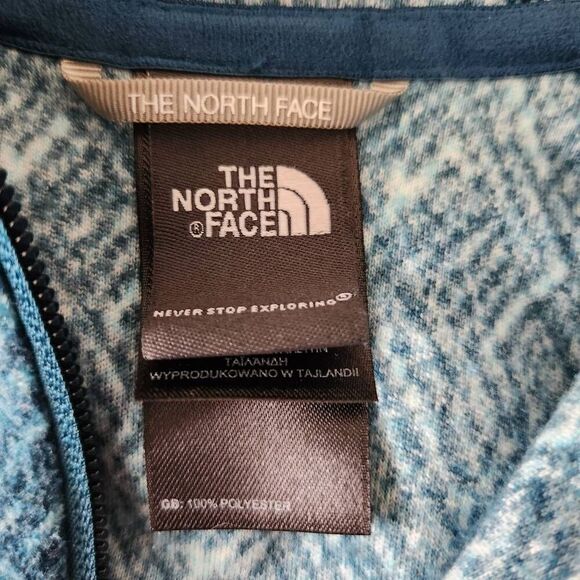 THE NORTH FACE
THE
NORTH
®FACE
NEVER STOP EXPLORING
ΤΑΪΛΑΝΔΗ
WYPRODUKOWANO W TAJLANDII
GB: 100% POLYESTER